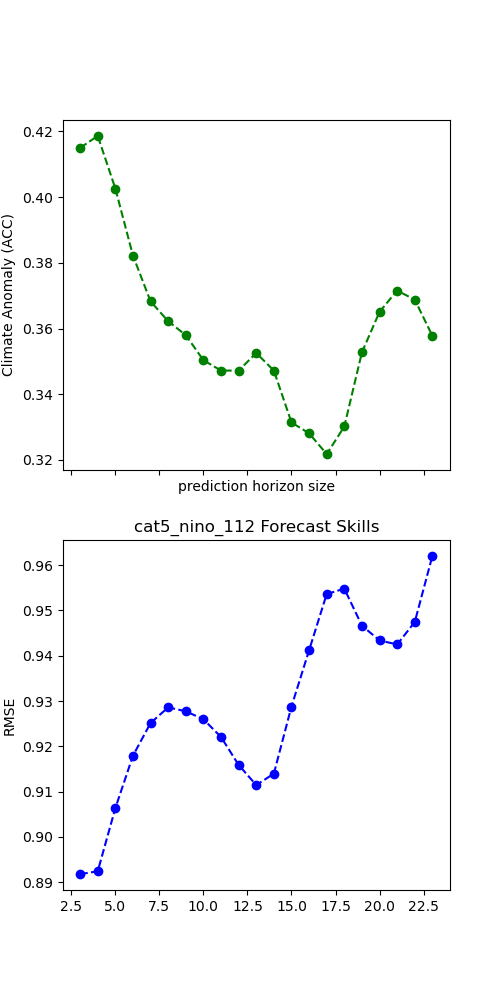 0.42
0.40
0.38
0.36
0.34
0.32
Climate Anomaly (ACC)
prediction horizon size
cat5_nino_112 Forecast Skills
0.96
0.95
0.94
0.93
0.92
0.91
0.90
0.89
RMSE
2.5 5.0 7.5 10.0 12.5 15.0 17.5 20.0 22.5